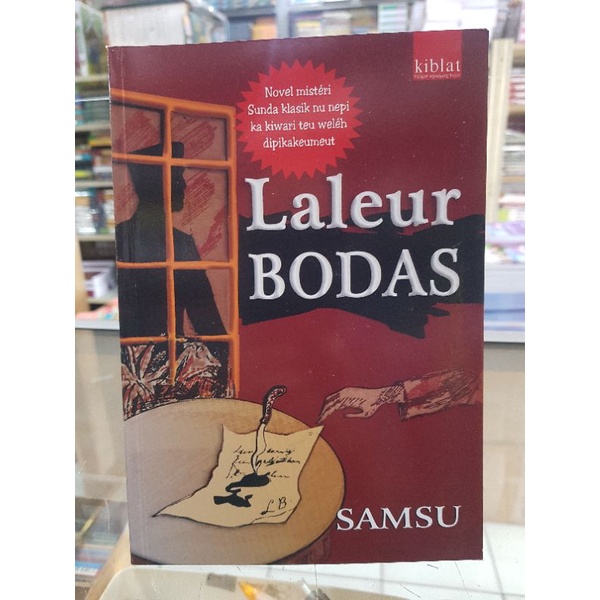 kiblat
Novel mistéri
Sunda klasik nu nepi
ka kiwari teu weléh
dipikakeumeut
Laleur
BODAS
LB
SAMSU